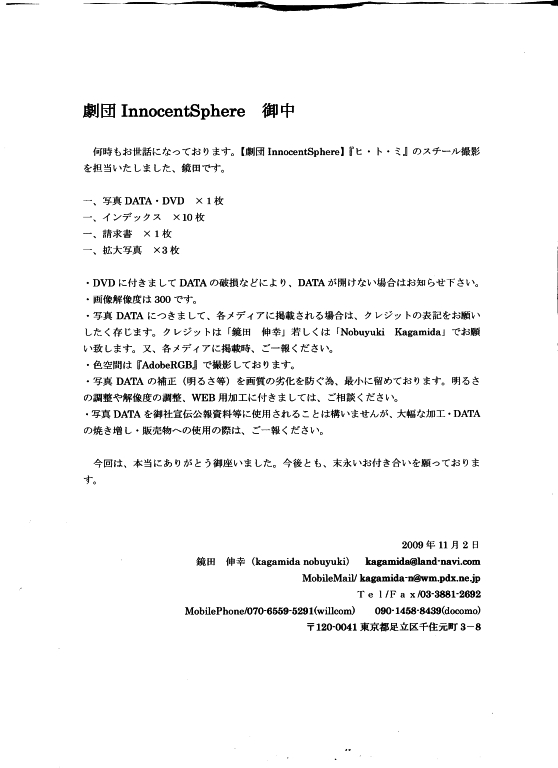 劇団 InnocentSphere　御中
　何時もお世話になっております。【劇団 InnocentSphere】『ヒ・ト・ミ』のスチール撮影
を担当いたしました、鏡田です。
一、写真 DATA・DVD　×１枚
一、インデックス　×10 枚
一、請求書　×１枚
一、拡大写真　×3 枚
・DVD に付きまして DATA の破損などにより、DATA が開けない場合はお知らせ下さい。
・画像解像度は 300 です。
・写真 DATA につきまして、各メディアに掲載される場合は、クレジットの表記をお願い
したく存じます。クレジットは「鏡田　伸幸」若しくは「Nobuyuki　Kagamida」でお願
い致します。又、各メディアに掲載時、ご一報ください。
・色空間は『AdobeRGB』で撮影しております。
・写真 DATA の補正（明るさ等）を画質の劣化を防ぐ為、最小に留めております。明るさ
の調整や解像度の調整、WEB 用加工に付きましては、ご相談ください。
・写真 DATA を御社宣伝公報資料等に使用されることは構いませんが、大幅な加工・DATA
の焼き増し・販売物への使用の際は、ご一報ください。
　今回は、本当にありがとう御座いました。今後とも、末永いお付き合いを願っておりま
す。
2009 年 11 月 2 日
鏡田　伸幸（kagamida nobuyuki）　kagamida@land-navi.com
MobileMail/ kagamida-n@wm.pdx.ne.jp
Ｔｅｌ/Ｆａｘ/03-3881-2692
MobilePhone/070-6559-5291(willcom)　090-1458-8439(docomo)
〒120-0041 東京都足立区千住元町３－８